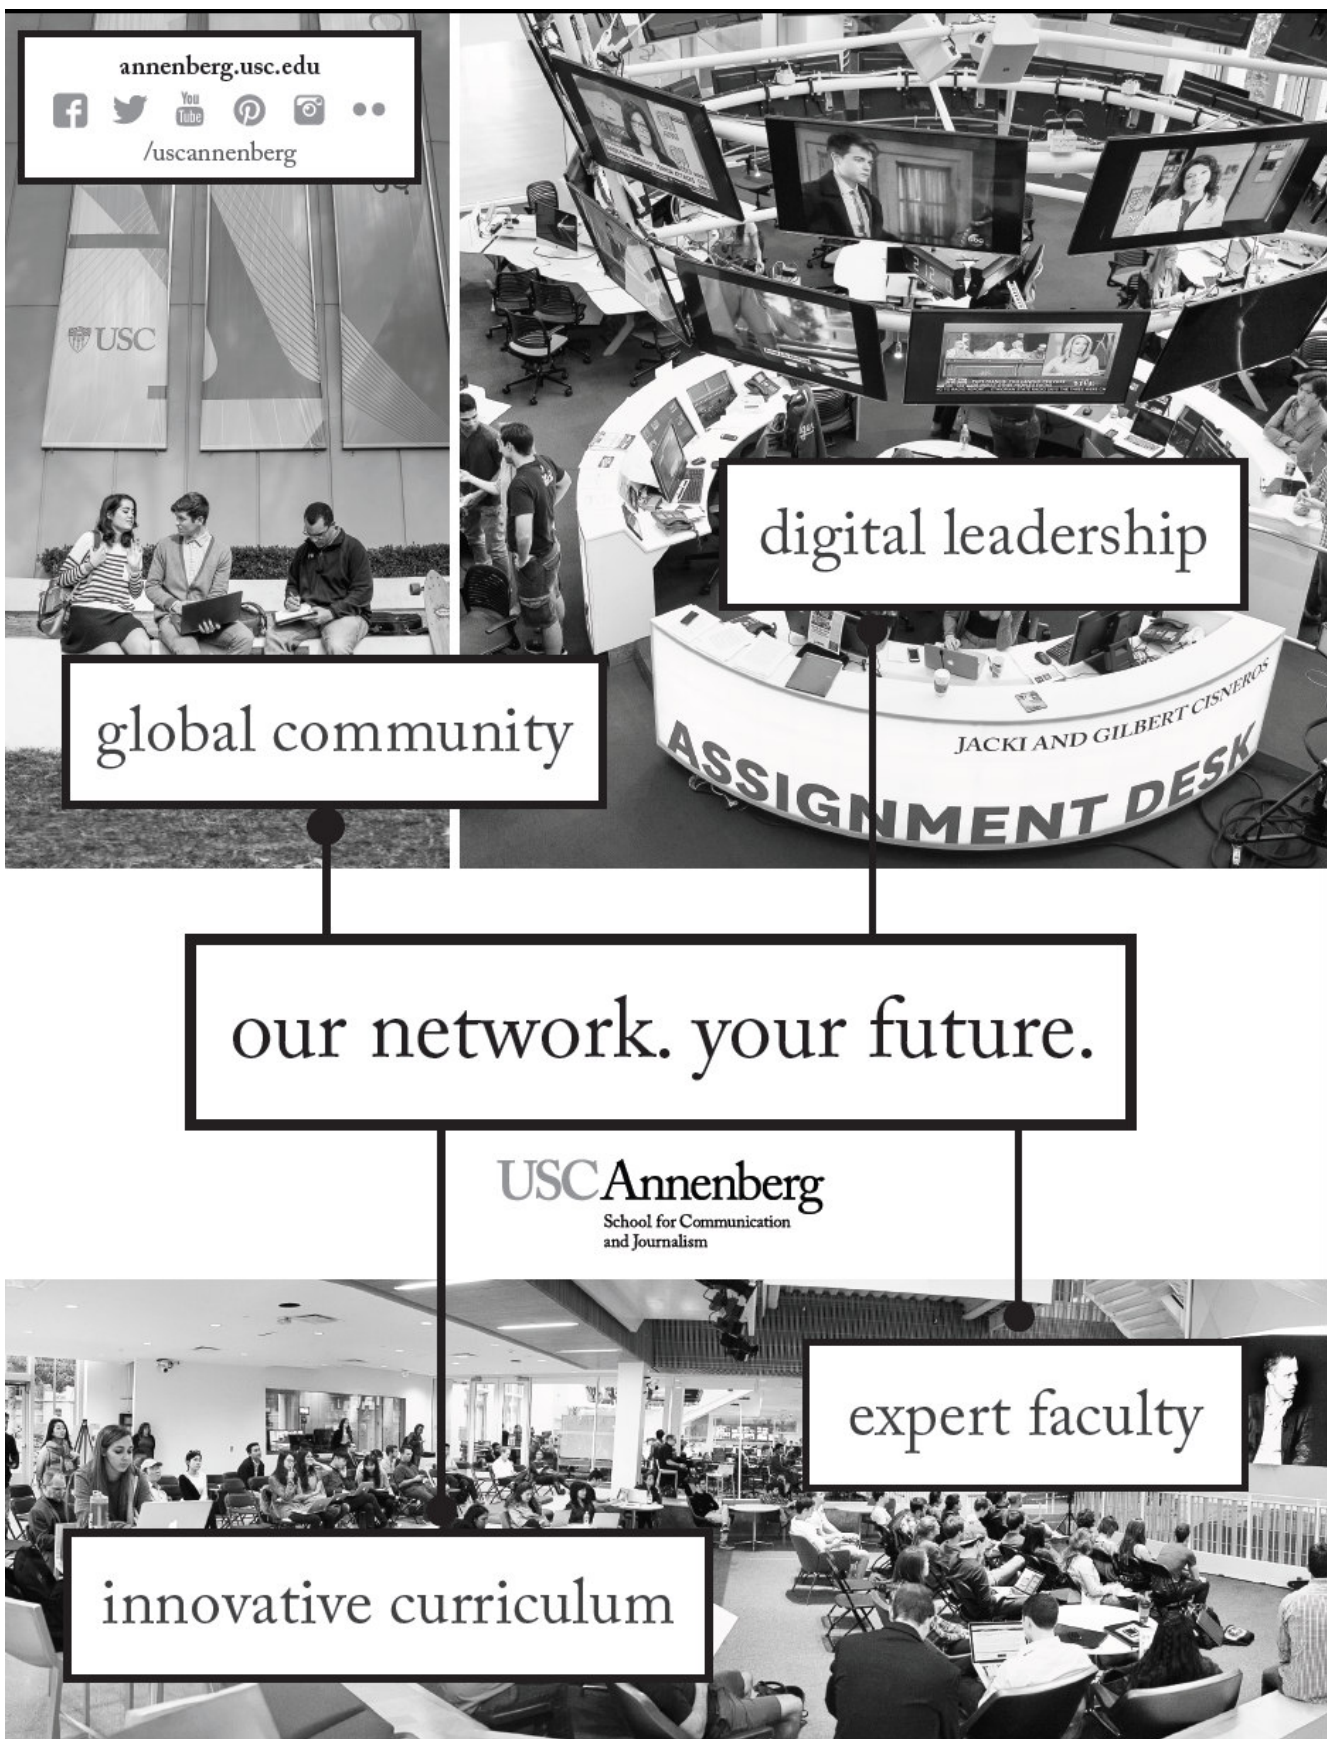 annenberg.usc.edu
You
Tube
/uscannenberg
USC
digital leadership
global community
JACKI AND GILBERT CISNEROS
ASSIGNMENT DESK
our network. your future.
USC Annenberg
School for Communication
and Journalism
expert faculty
innovative curriculum